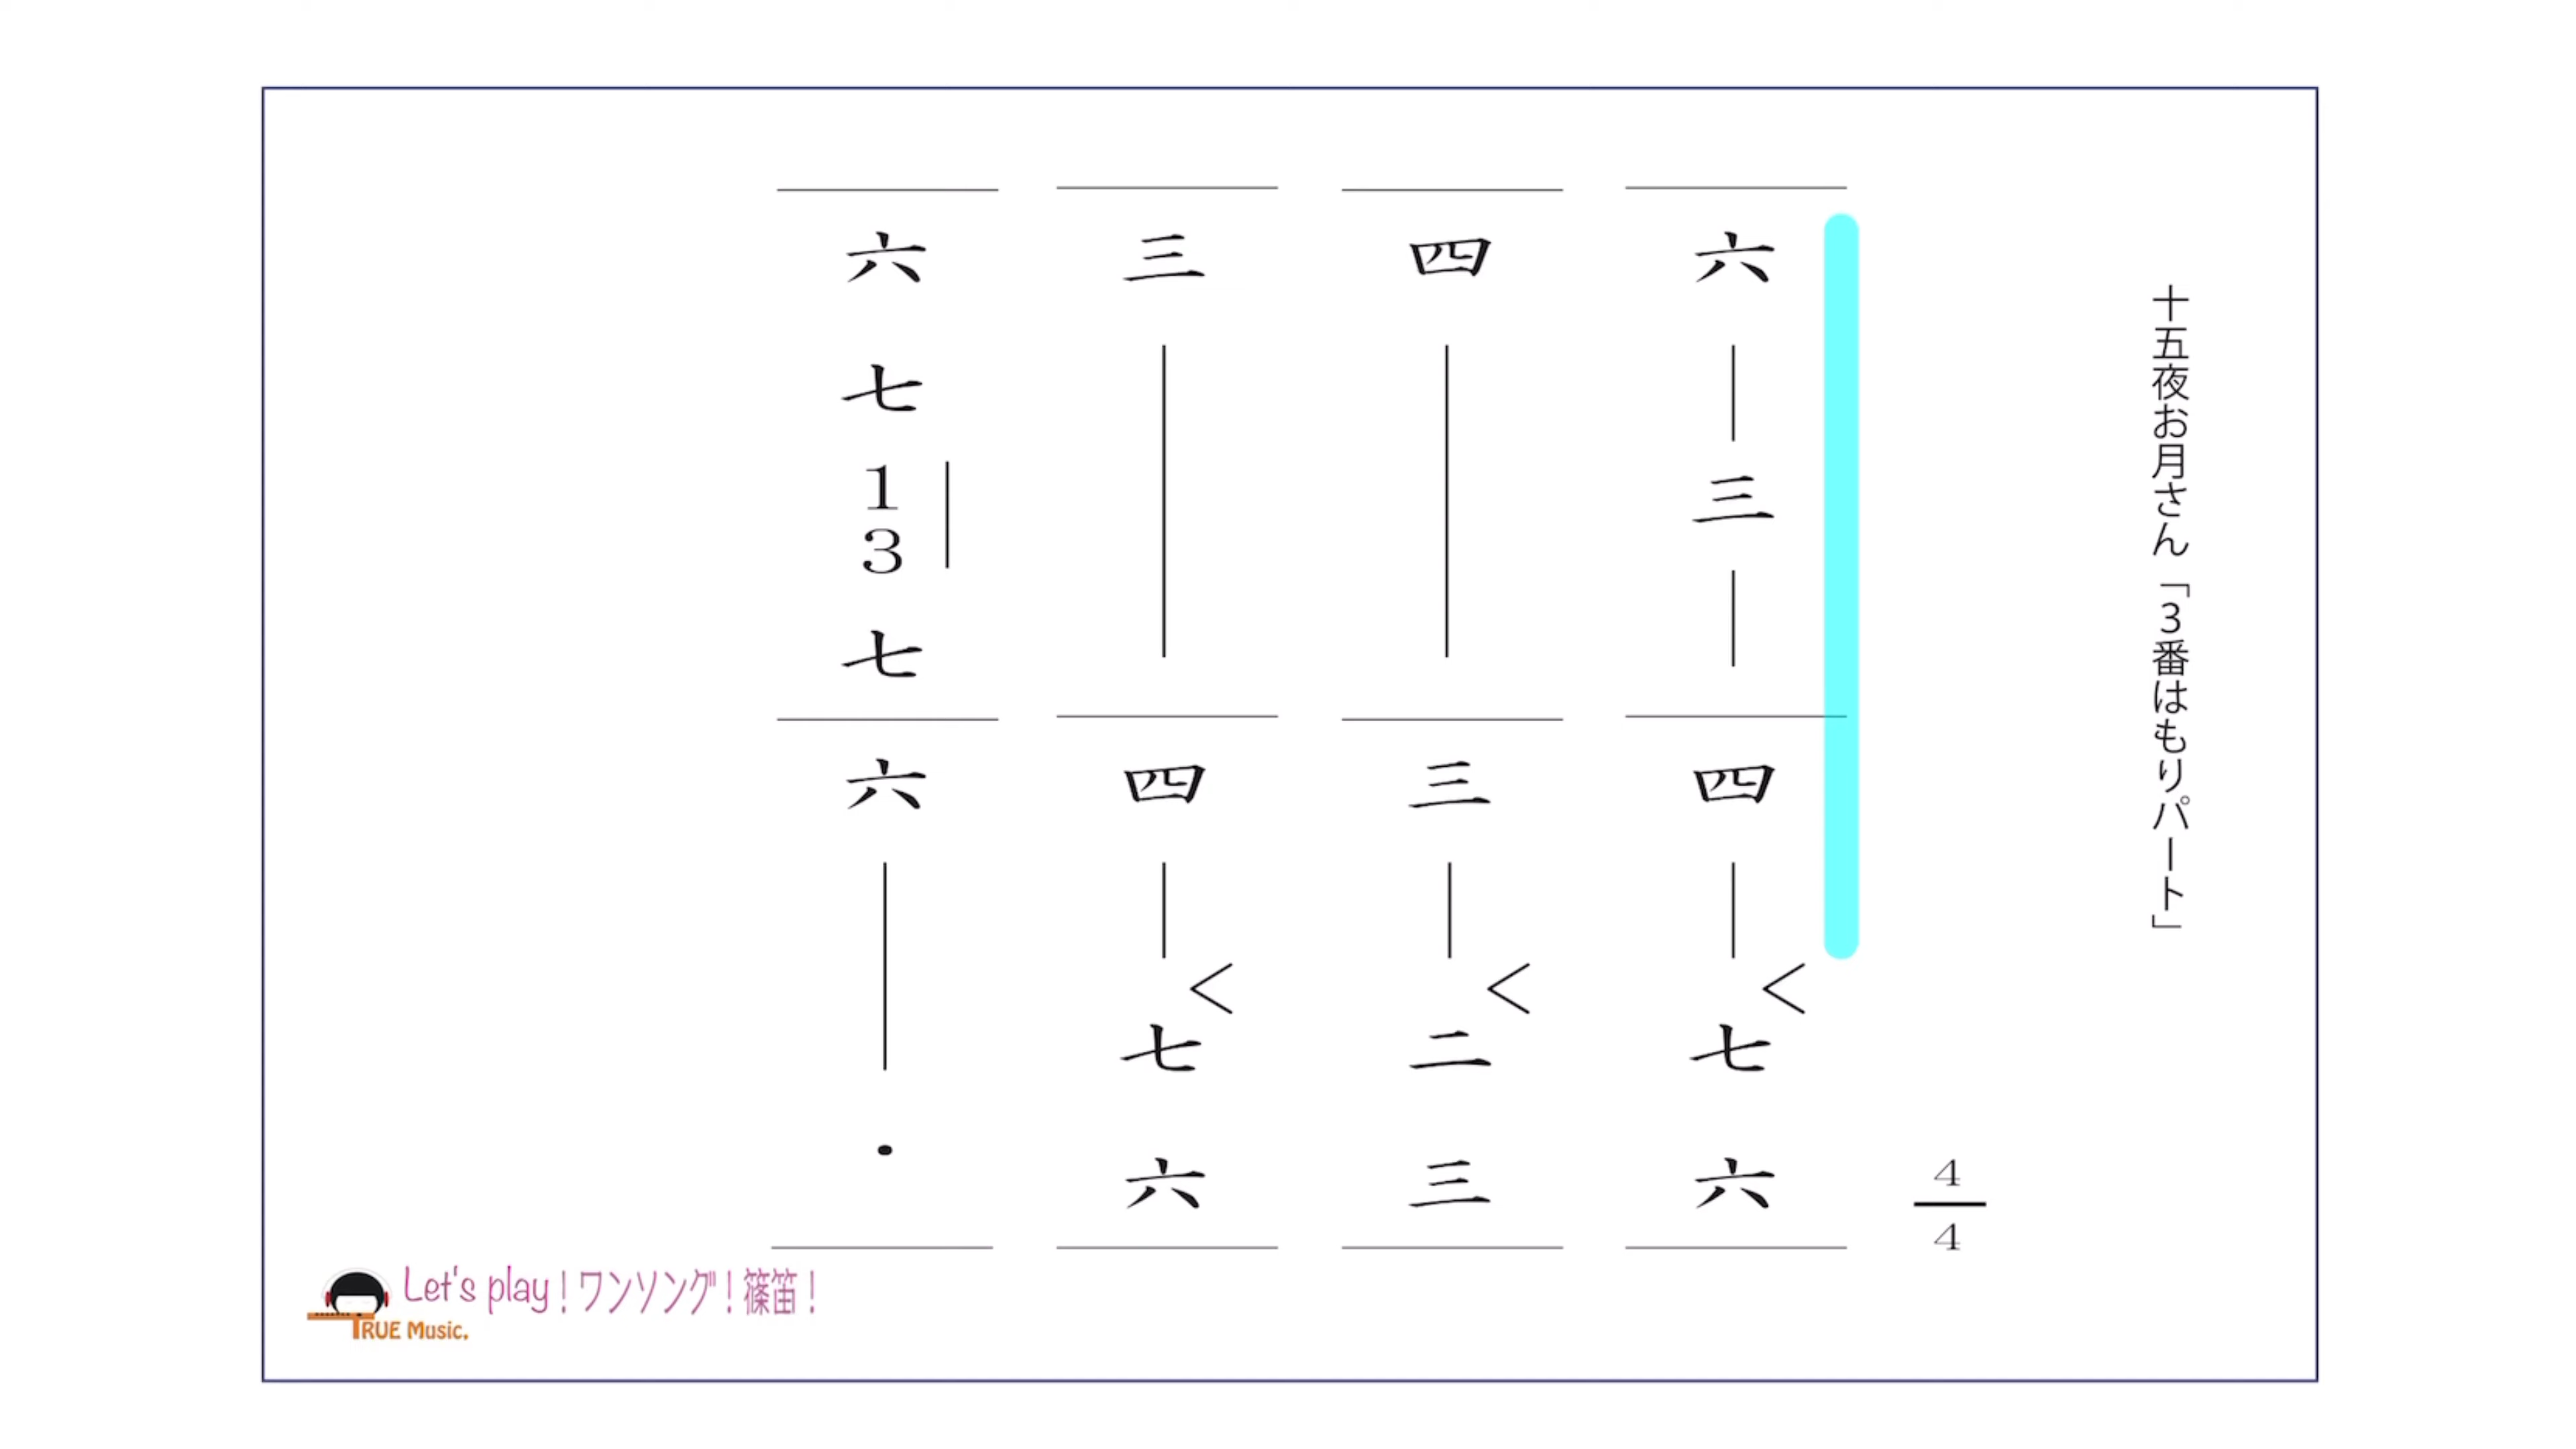 十五夜お月さん「3番はもりパート」
4
4
六｜三｜
四｜<七六
四｜
三｜<二三
三｜
四｜<七六
六七13七
六｜・
Let's play！ワンソング！篠笛！
TRUE Music.